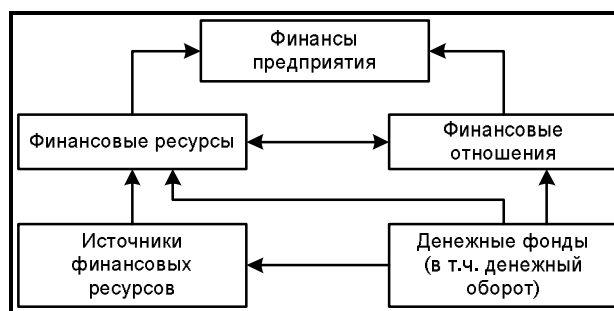 Финансы
предприятия
Финансовые ресурсы
Финансовые
отношения
Источники
финансовых
ресурсов
Денежные фонды
(в т.ч. денежный
оборот)